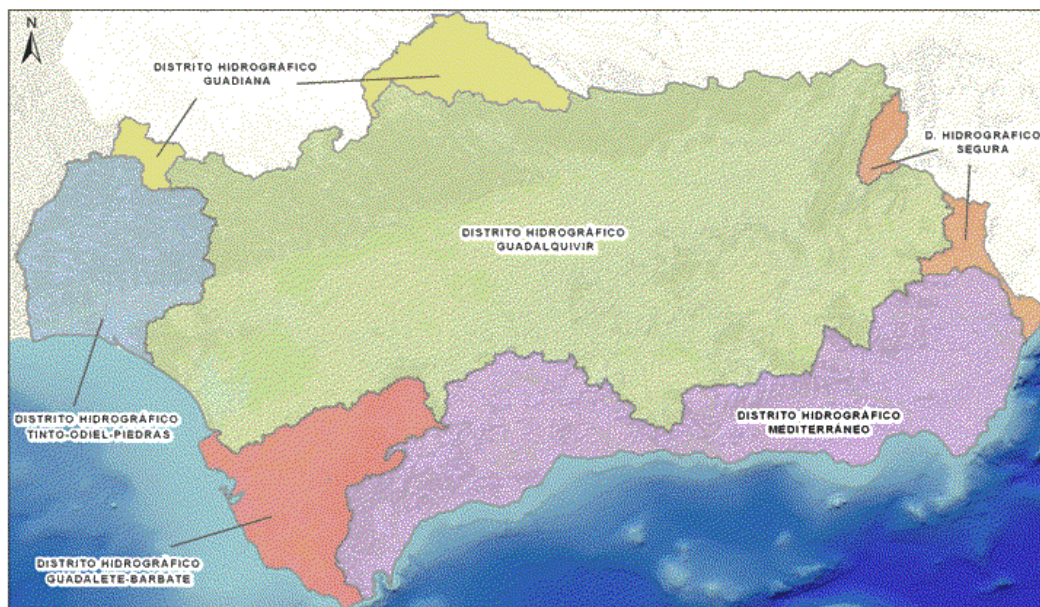 N
DISTRITO HIDROGRÁFICO
GUADIANA
D. HIDROGRÁFICO
SEGURA
DISTRITO HIDROGRÁFICO
GUADALQUIVIR
DISTRITO HIDROGRÁFICO
TINTO-ODIEL-PIEDRAS
DISTRITO HIDROGRÁFICO
MEDITERRÁNEO
DISTRITO HIDROGRÁFICO
GUADALETE-BARBATE